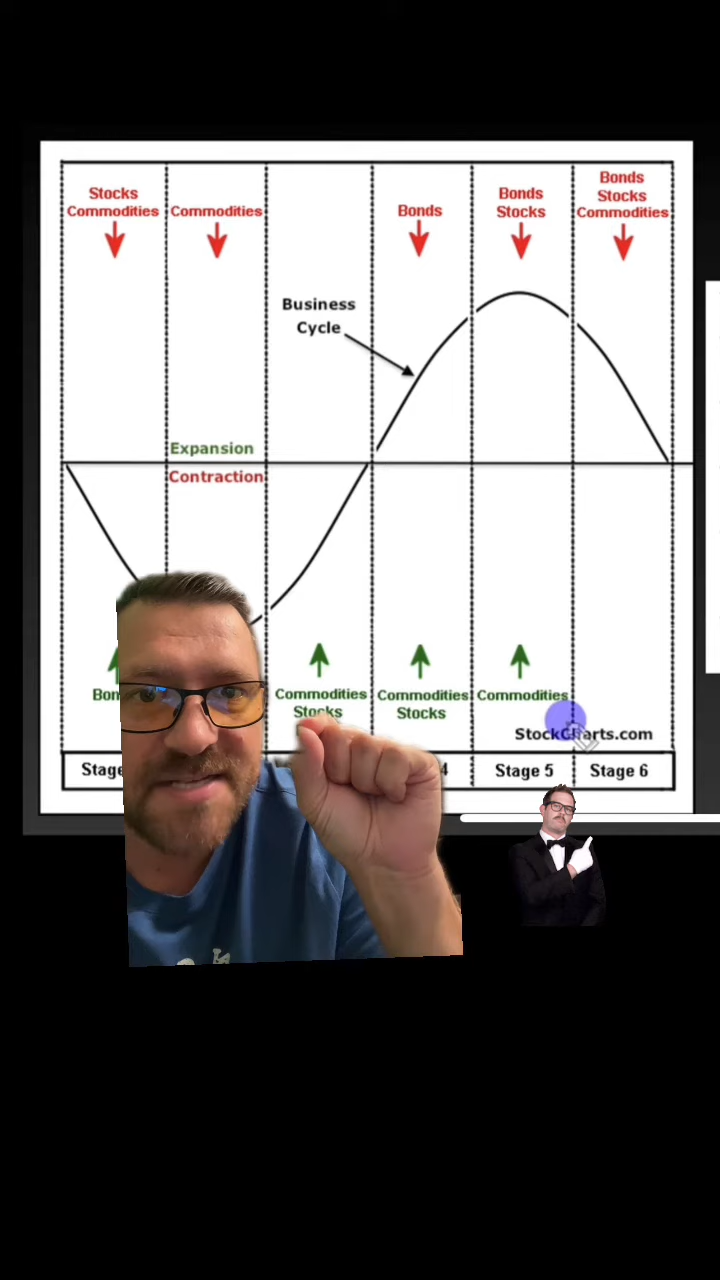 Stocks
Commodities
Commodities
Bonds
Bonds
Stocks
Bonds
Stocks
Commodities
Business
Cycle
Expansion
Contraction
Commodities
Stocks
Commodities
Stocks
Commodities
StockCharts.com
4
Stage 5
Stage 6